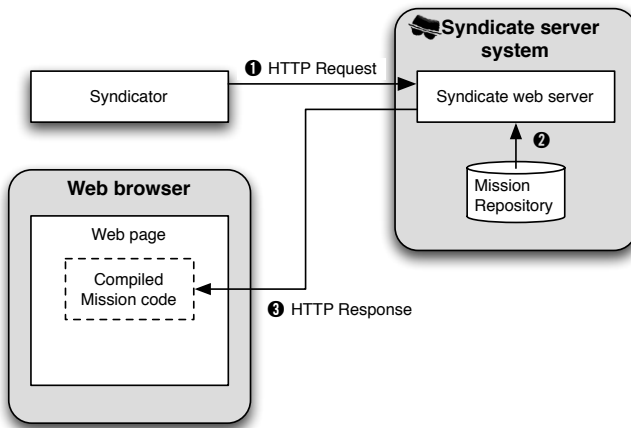 Syndicate server
system
❶ HTTP Request
Syndicator
Syndicate web server
❷
Mission
Repository
Web browser
Web page
Compiled
Mission code
❸ HTTP Response